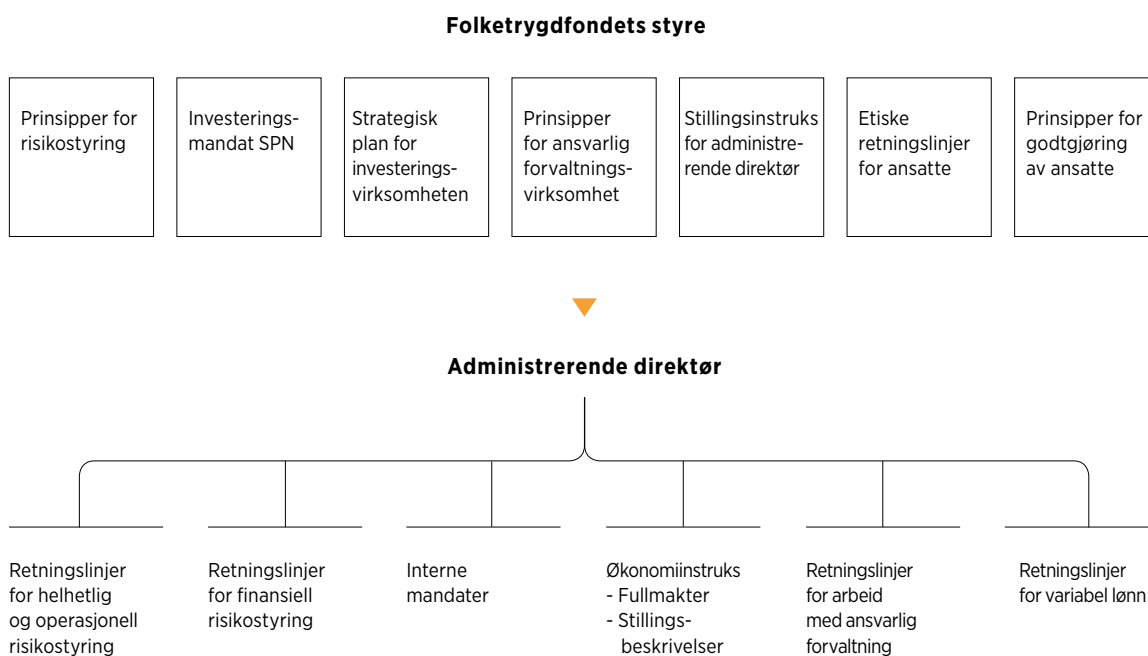 Folketrygdfondets styre
Prinsipper for
risikostyring
Investerings-
mandat SPN
Strategisk
plan for
investerings-
virksomheten
Prinsipper
for ansvarlig
forvaltnings-
virksomhet
Stillingsinstruks
for administre-
rende direktør
Etiske
retningslinjer
for ansatte
Prinsipper for
godtgjøring
av ansatte
Administrerende direktør
Retningslinjer
for helhetlig
og operasjonell
risikostyring
Retningslinjer
for finansiell
risikostyring
Interne
mandater
Økonomiinstruks
- Fullmakter
- Stillings-
beskrivelser
Retningslinjer
for arbeid
med ansvarlig
forvaltning
Retningslinjer
for variabel lønn